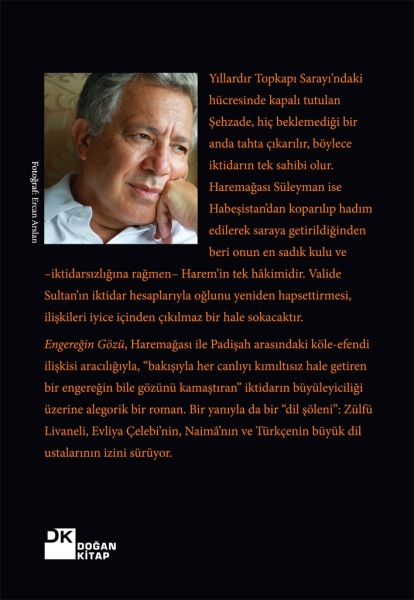 Yıllardır Topkapı Sarayı’ndaki
hücresinde kapalı tutulan
Şehzade, hiç beklemediği bir
anda tahta çıkarılır, böylece
iktidarın tek sahibi olur.
Haremağası Süleyman ise
Habeşistan’dan koparılıp hadım
edilerek saraya getirildiğinden
beri onun en sadık kulu ve
–iktidarsızlığına rağmen– Harem’in tek hâkimidir. Valide
Sultan’ın iktidar hesaplarıyla oğlunu yeniden hapsettirmesi,
ilişkileri iyice içinden çıkılmaz bir hale sokacaktır.
Engereğin Gözü, Haremağası ile Padişah arasındaki köle-efendi
ilişkisi aracılığıyla, “bakışıyla her canlıyı kımıltısız hale getiren
bir engereğin bile gözünü kamaştıran” iktidarın büyüleyiciliği
üzerine alegorik bir roman. Bir yanıyla da bir “dil şöleni”: Zülfü
Livaneli, Evliya Çelebi’nin, Naimâ’nın ve Türkçenin büyük dil
ustalarının izini sürüyor.
Fotoğraf: Ercan Arslan
DK
DOĞAN
KİTAP